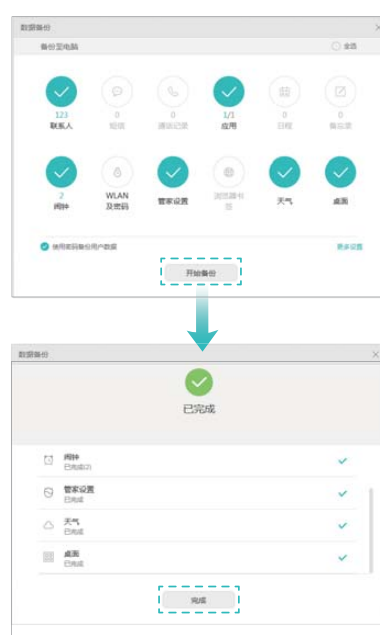 数据备份
备份至电脑 全选
123 0 0 1/1 0 0
联系人 短信 通话记录 应用 日程 备忘录
2
闹钟 WLAN 及密码 管家设置 浏览器书签 天气 桌面
使用密码备份用户数据 更多设置
开始备份
数据备份
已完成
闹钟
已完成(2)
管家设置
已完成
天气
已完成
桌面
已完成
完成